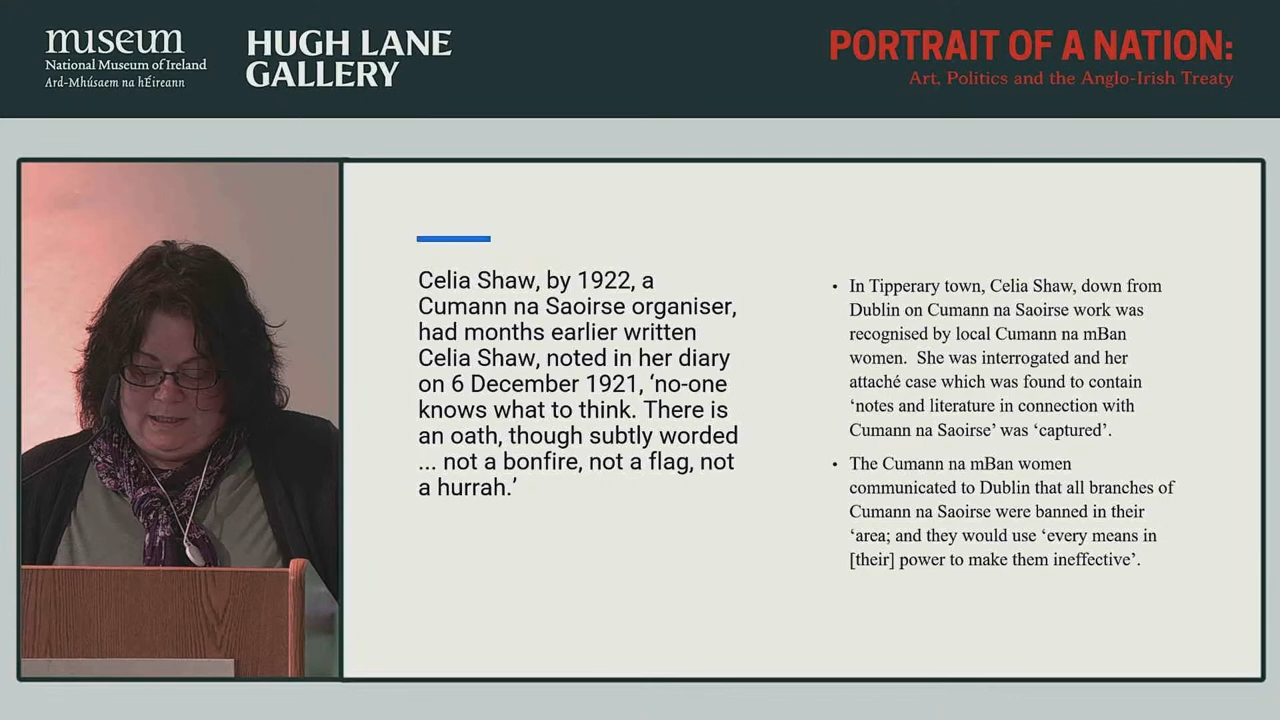 museum
National Museum of Ireland
Ard-Mhúsaem na hÉireann
HUGH LANE
GALLERY
PORTRAIT OF A NATION:
Art, Politics and the Anglo-Irish Treaty
Celia Shaw, by 1922, a
Cumann na Saoirse organiser,
had months earlier written
Celia Shaw, noted in her diary
on 6 December 1921, ‘no-one
knows what to think. There is
an oath, though subtly worded
... not a bonfire, not a flag, not
a hurrah.’
• In Tipperary town, Celia Shaw, down from
Dublin on Cumann na Saoirse work was
recognised by local Cumann na mBan
women. She was interrogated and her
attaché case which was found to contain
‘notes and literature in connection with
Cumann na Saoirse’ was ‘captured’.
• The Cumann na mBan women
communicated to Dublin that all branches of
Cumann na Saoirse were banned in their
‘area; and they would use ‘every means in
[their] power to make them ineffective’.